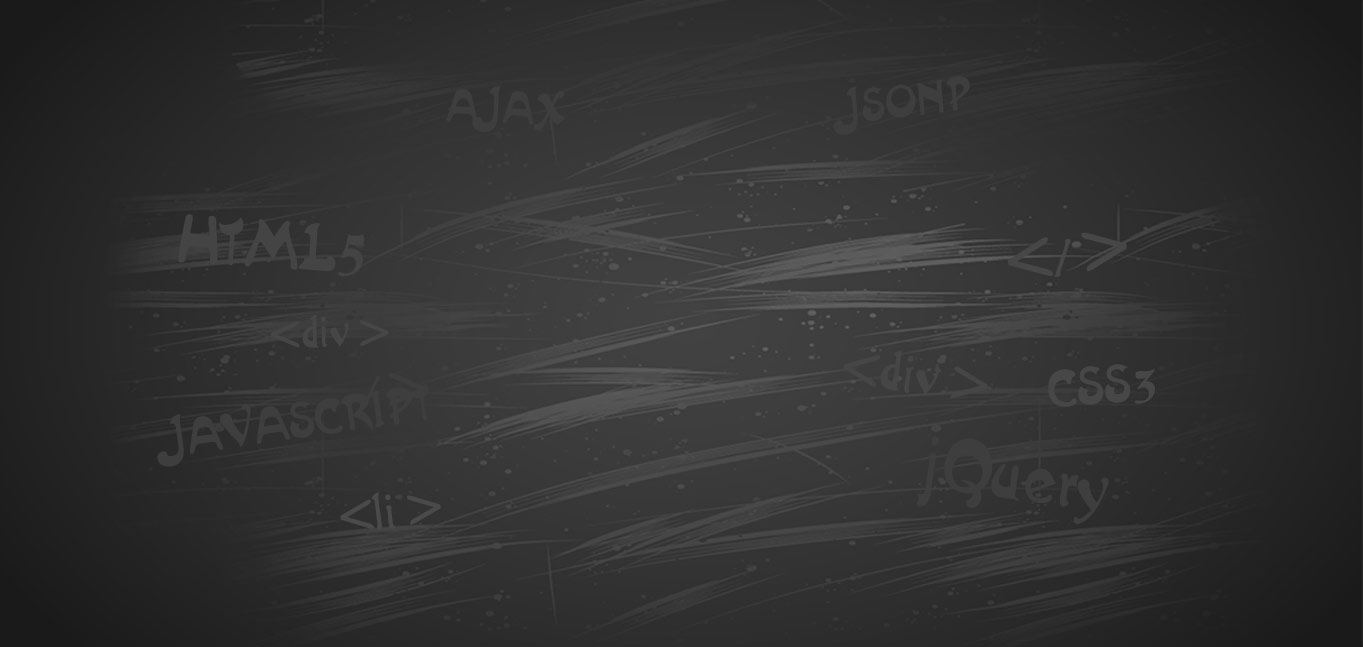 AJAX
JSONP
HTML5
<i>
<div>
<div>
CSS3
JAVASCRIPT
jQuery
<li>